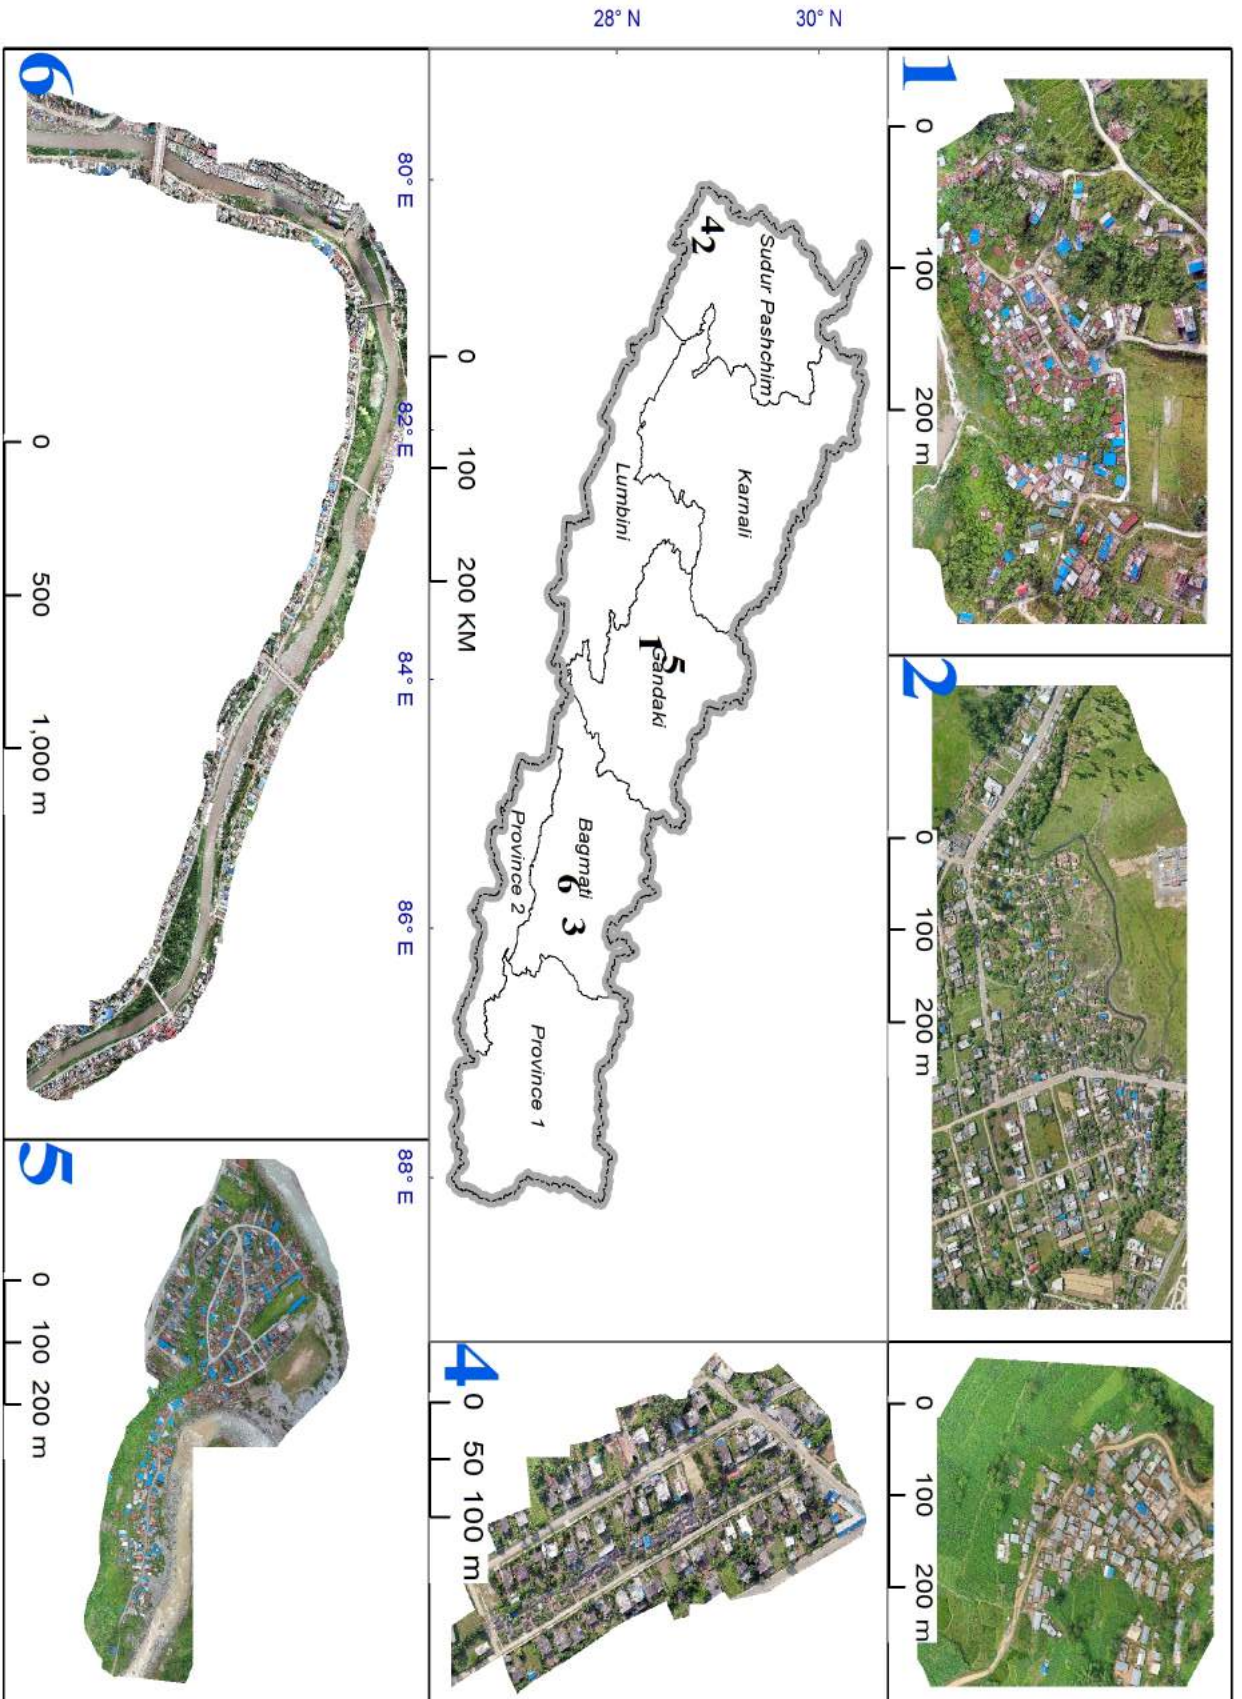 1
0 100 200 m
2
0 100 200 m
0 100 200 m
28° N
30° N
80° E
82° E
84° E
86° E
88° E
Sudur Pashchim
Karnali
Lumbini
Gandaki
Bagmati
Province 2
Province 1
4
2
1
5
6
3
0 100 200 KM
4
0 50 100 m
6
0 500 1,000 m
5
0 100 200 m